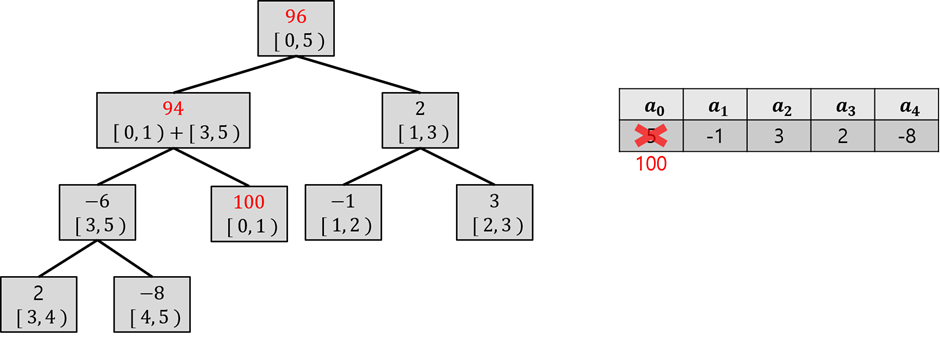 96
[ 0, 5 )
94
[ 0, 1 ) + [ 3, 5 )
2
[ 1, 3 )
−6
[ 3, 5 )
100
[ 0, 1 )
−1
[ 1, 2 )
3
[ 2, 3 )
2
[ 3, 4 )
−8
[ 4, 5 )
a₀ a₁ a₂ a₃ a₄
5 -1 3 2 -8
100